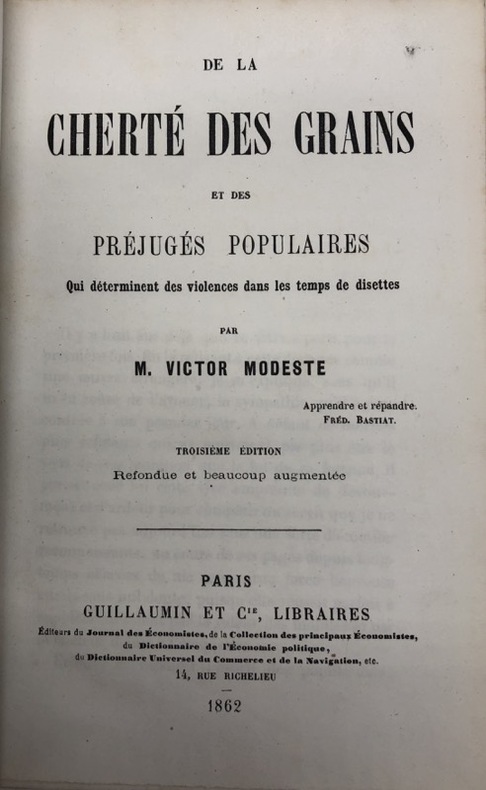 DE LA
CHERTÉ DES GRAINS
ET DES
PRÉJUGÉS POPULAIRES
Qui déterminent des violences dans les temps de disettes
PAR
M. VICTOR MODESTE
Apprendre et répandre.
FRÉD. BASTIAT.
TROISIÈME ÉDITION
Refondue et beaucoup augmentée
PARIS
GUILLAUMIN ET CIE, LIBRAIRES
Éditeurs du Journal des Économistes, de la Collection des principaux Économistes,
du Dictionnaire de l'Économie politique,
du Dictionnaire Universel du Commerce et de la Navigation, etc.
14, RUE RICHELIEU
1862